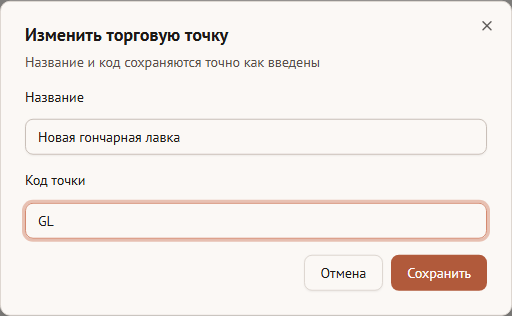 Изменить торговую точку
Название и код сохраняются точно как введены
Название
Новая гончарная лавка
Код точки
GL
Отмена
Сохранить